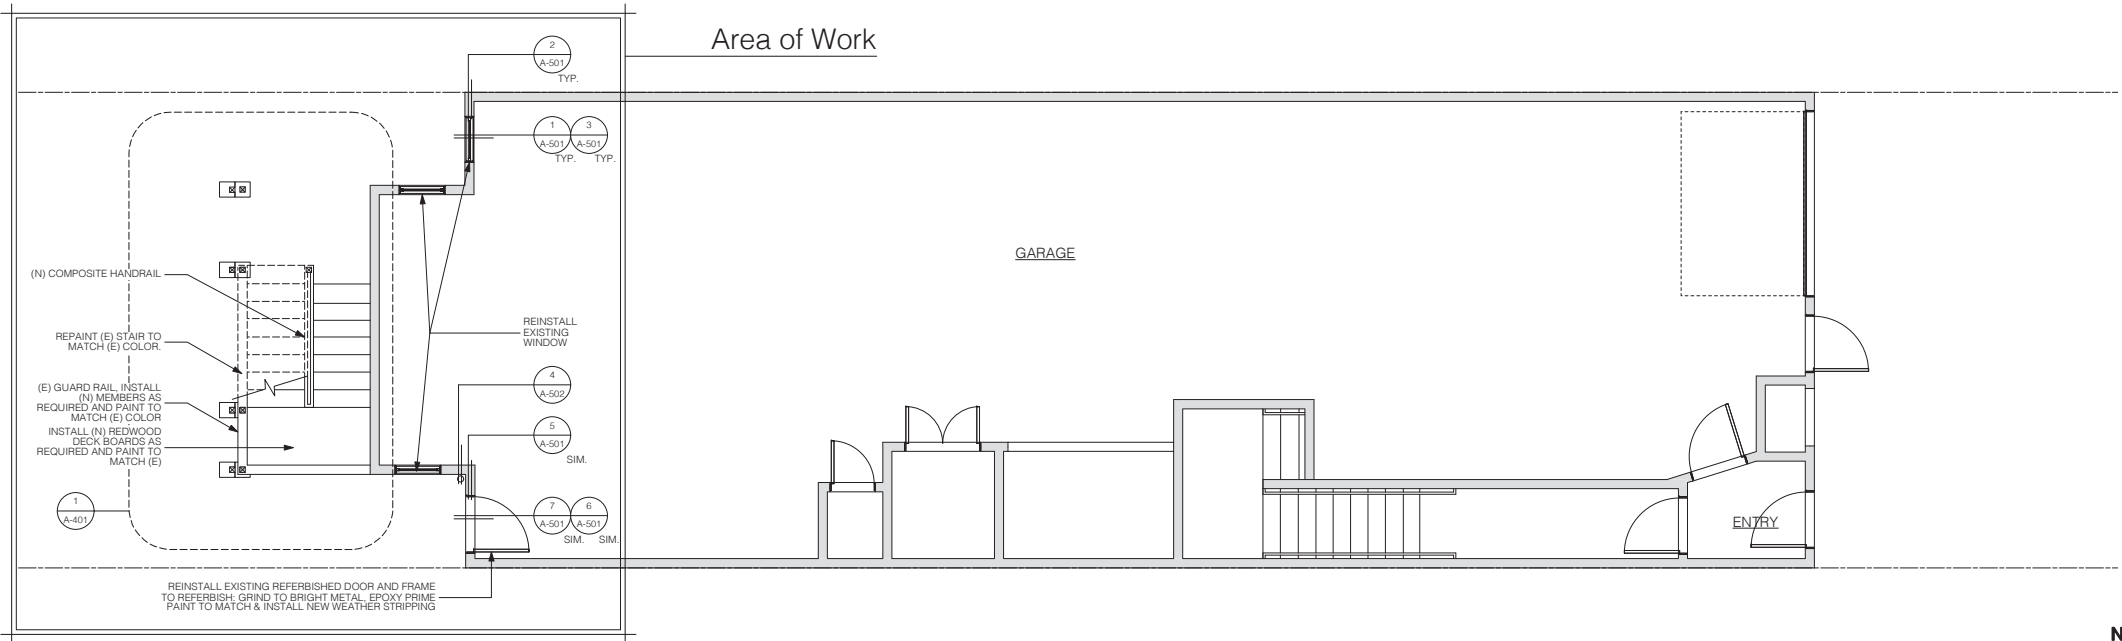 Area of Work
2
A-501
TYP.
1
A-501
TYP.
3
A-501
TYP.
GARAGE
(N) COMPOSITE HANDRAIL
REPAINT (E) STAIR TO
MATCH (E) COLOR.
(E) GUARD RAIL, INSTALL
(N) MEMBERS AS
REQUIRED AND PAINT TO
MATCH (E) COLOR
INSTALL (N) REDWOOD
DECK BOARDS AS
REQUIRED AND PAINT TO
MATCH (E)
REINSTALL
EXISTING
WINDOW
4
A-502
5
A-501
SIM.
1
A-401
7
A-501
SIM.
6
A-501
SIM.
ENTRY
REINSTALL EXISTING REFERBISHED DOOR AND FRAME
TO REFERBISH: GRIND TO BRIGHT METAL, EPOXY PRIME
PAINT TO MATCH & INSTALL NEW WEATHER STRIPPING
N